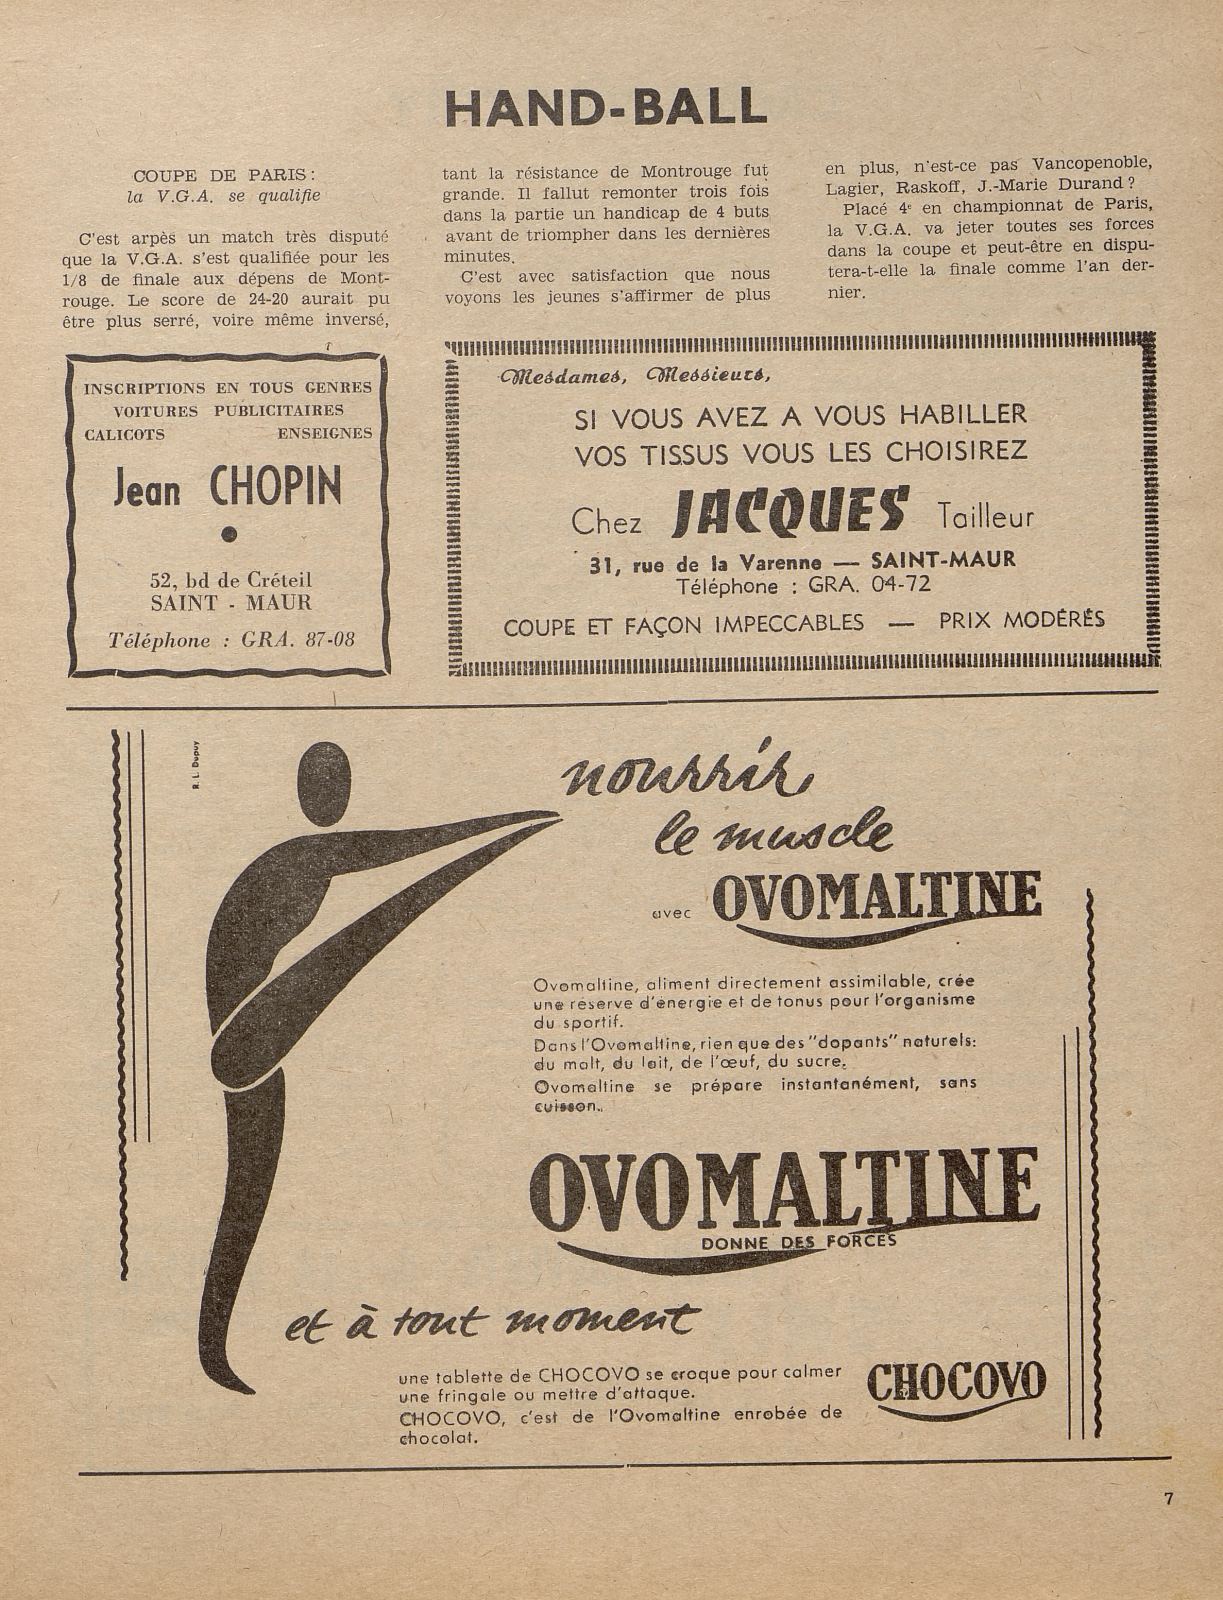 HAND-BALL
COUPE DE PARIS :
la V.G.A. se qualifie
C'est arpès un match très disputé
que la V.G.A. s'est qualifiée pour les
1/8 de finale aux dépens de Mont-
rouge. Le score de 24-20 aurait pu
être plus serré, voire même inversé,
tant la résistance de Montrouge fut
grande. Il fallut remonter trois fois
dans la partie un handicap de 4 buts
avant de triompher dans les dernières
minutes.
C'est avec satisfaction que nous
voyons les jeunes s'affirmer de plus
en plus, n'est-ce pas Vancopenoble,
Lagier, Raskoff, J.-Marie Durand ?
Placé 4e en championnat de Paris,
la V.G.A. va jeter toutes ses forces
dans la coupe et peut-être en dispu-
tera-t-elle la finale comme l'an der-
nier.
INSCRIPTIONS EN TOUS GENRES
VOITURES PUBLICITAIRES
CALICOTS ENSEIGNES
Jean CHOPIN
52, bd de Créteil
SAINT - MAUR
Téléphone : GRA. 87-08
Mesdames, Messieurs,
SI VOUS AVEZ A VOUS HABILLER
VOS TISSUS VOUS LES CHOISIREZ
Chez JACQUES Tailleur
31, rue de la Varenne — SAINT-MAUR
Téléphone : GRA. 04-72
COUPE ET FAÇON IMPECCABLES — PRIX MODÉRÉS
R. L. Dupuy
nourrir
le muscle
avec OVOMALTINE
Ovomaltine, aliment directement assimilable, crée
une réserve d'énergie et de tonus pour l'organisme
du sportif.
Dans l'Ovomaltine, rien que des "dopants" naturels:
du malt, du lait, de l'œuf, du sucre.
Ovomaltine se prépare instantanément, sans
cuisson.
OVOMALTINE
DONNE DES FORCES
et à tout moment
une tablette de CHOCOVO se croque pour calmer
une fringale ou mettre d'attaque.
CHOCOVO, c'est de l'Ovomaltine enrobée de
chocolat.
CHOCOVO
7